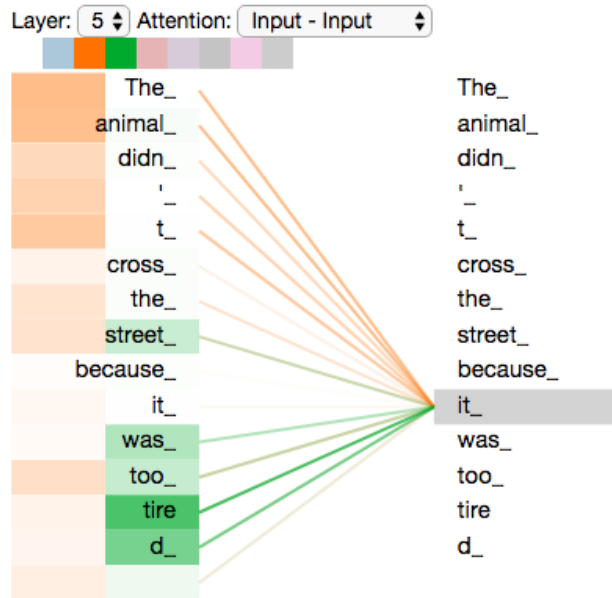 Layer: 5 Attention: Input - Input
The_ The_
animal_ animal_
didn_ didn_
'_ '_
t_ t_
cross_ cross_
the_ the_
street_ street_
because_ because_
it_ it_
was_ was_
too_ too_
tire tire
d_ d_